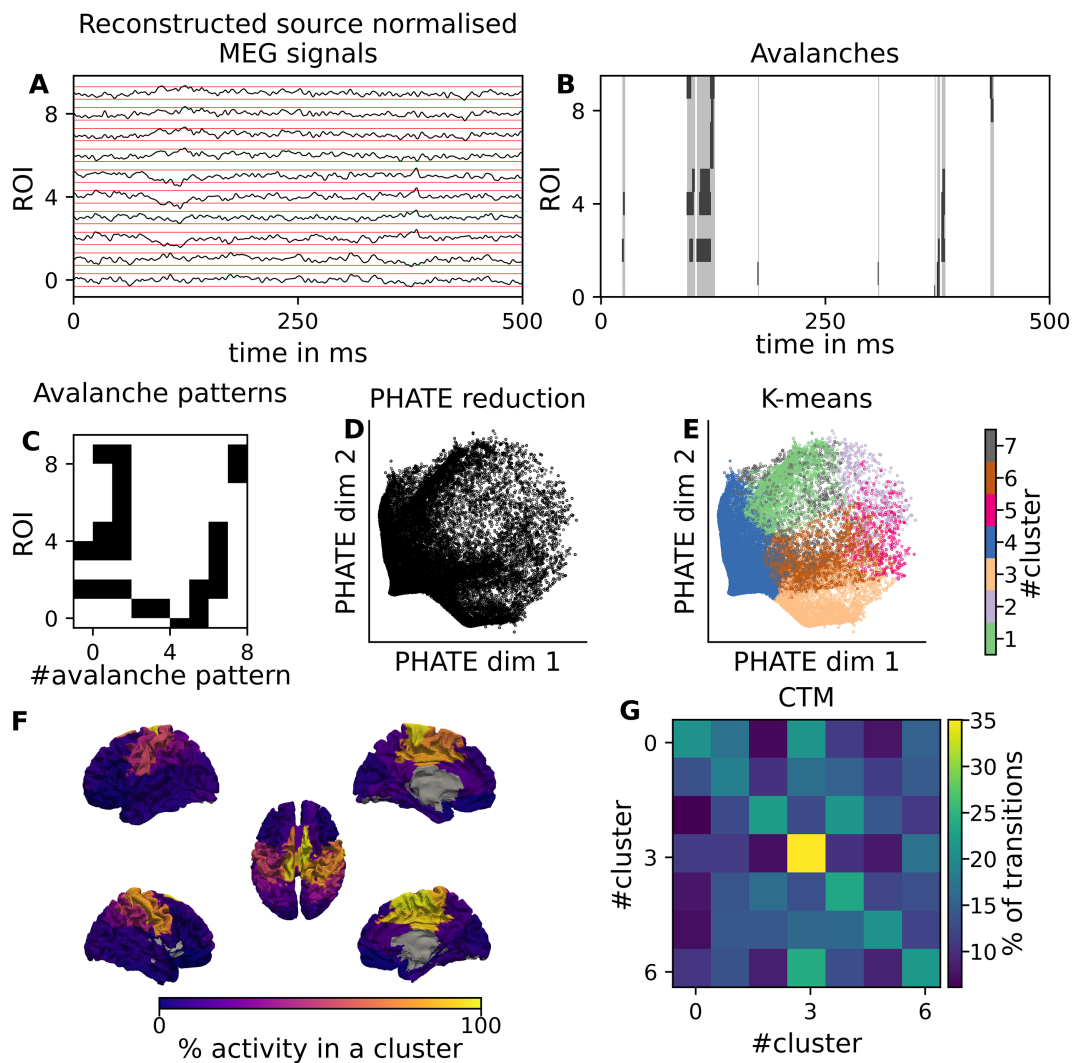 Reconstructed source normalised
MEG signals
A
ROI
8
4
0
0 250 500
time in ms
Avalanches
B
ROI
8
4
0
0 250 500
time in ms
Avalanche patterns
C
ROI
8
4
0
0 4 8
#avalanche pattern
PHATE reduction
D
PHATE dim 2
PHATE dim 1
K-means
E
PHATE dim 2
PHATE dim 1
7
6
5
4
3
2
1
#cluster
F
0 100
% activity in a cluster
CTM
G
#cluster
0
3
6
0 3 6
#cluster
35
30
25
20
15
10
% of transitions